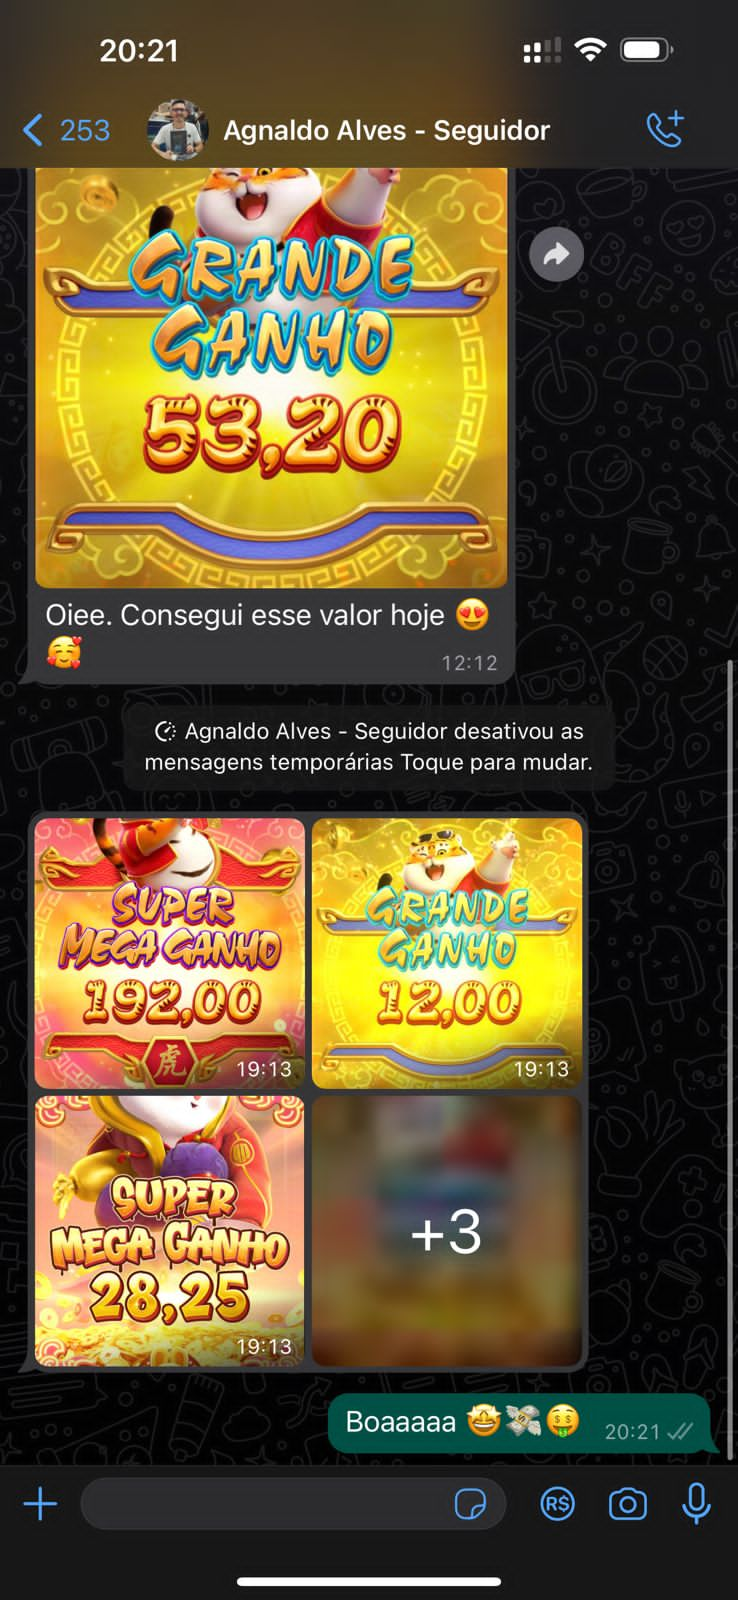 20:21
253
Agnaldo Alves - Seguidor
GRANDE
GANHO
53,20
Oiee. Consegui esse valor hoje 😍
🥰
12:12
Agnaldo Alves - Seguidor desativou as
mensagens temporárias Toque para mudar.
SUPER
MEGA GANHO
192,00
虎
19:13
GRANDE
GANHO
12,00
19:13
SUPER
MEGA GANHO
28,25
19:13
+3
Boaaaaa 🤩💸🤑
20:21
R$
BFF